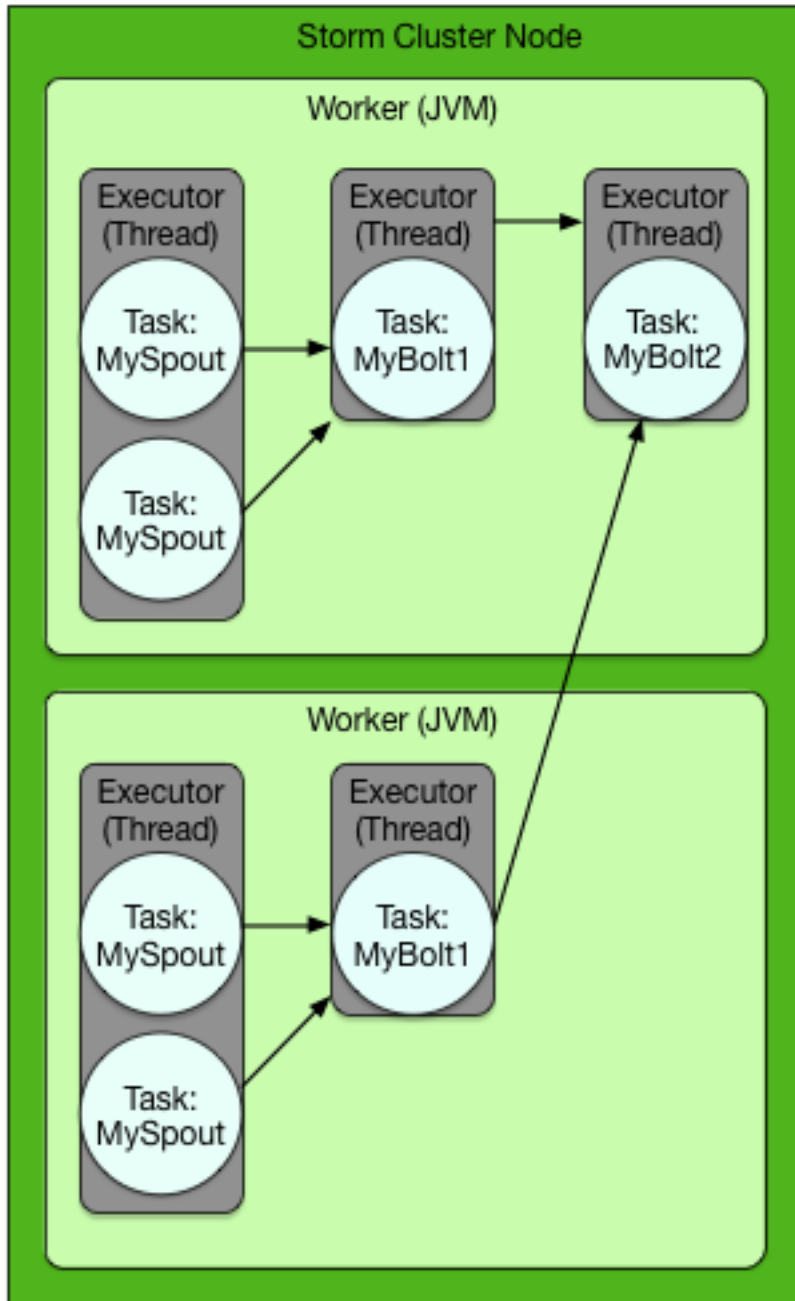 Storm Cluster Node
Worker (JVM)
Executor
(Thread)
Task:
MySpout
Task:
MySpout
Executor
(Thread)
Task:
MyBolt1
Executor
(Thread)
Task:
MyBolt2
Worker (JVM)
Executor
(Thread)
Task:
MySpout
Task:
MySpout
Executor
(Thread)
Task:
MyBolt1